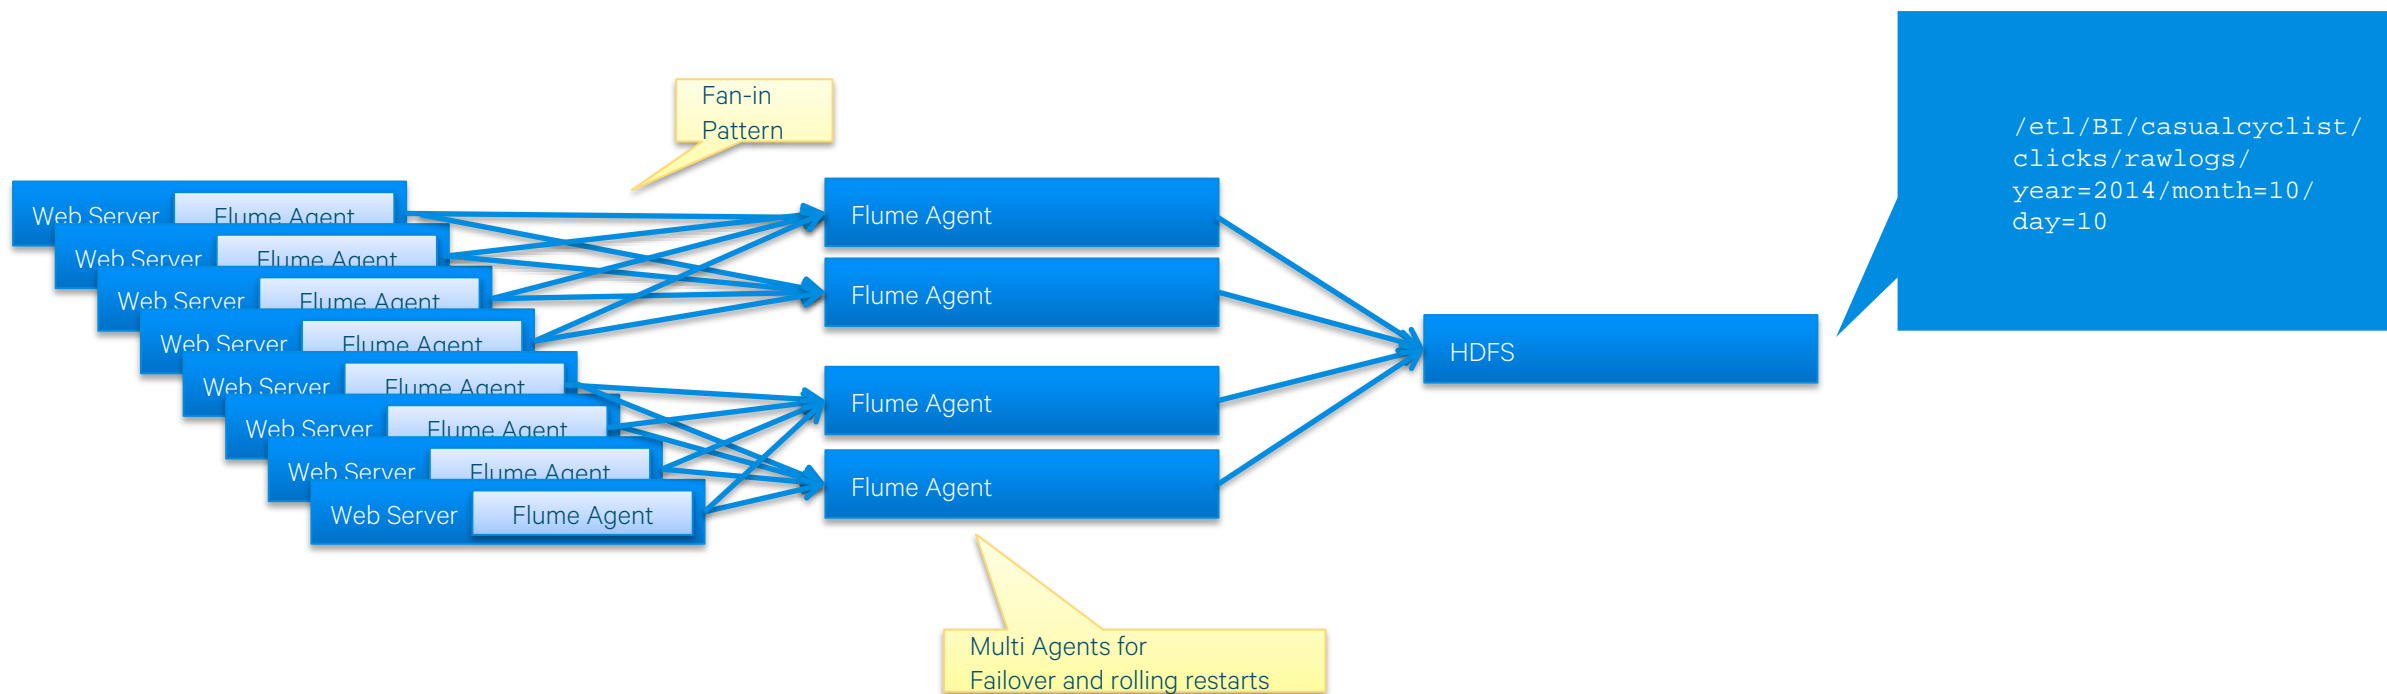 Fan-in
Pattern
/etl/BI/casualcyclist/
clicks/rawlogs/
year=2014/month=10/
day=10
Web Server Flume Agent
Web Server Flume Agent
Web Server Flume Agent
Web Server Flume Agent
Web Server Flume Agent
Web Server Flume Agent
Web Server Flume Agent
Web Server Flume Agent
Flume Agent
Flume Agent
Flume Agent
Flume Agent
HDFS
Multi Agents for
Failover and rolling restarts